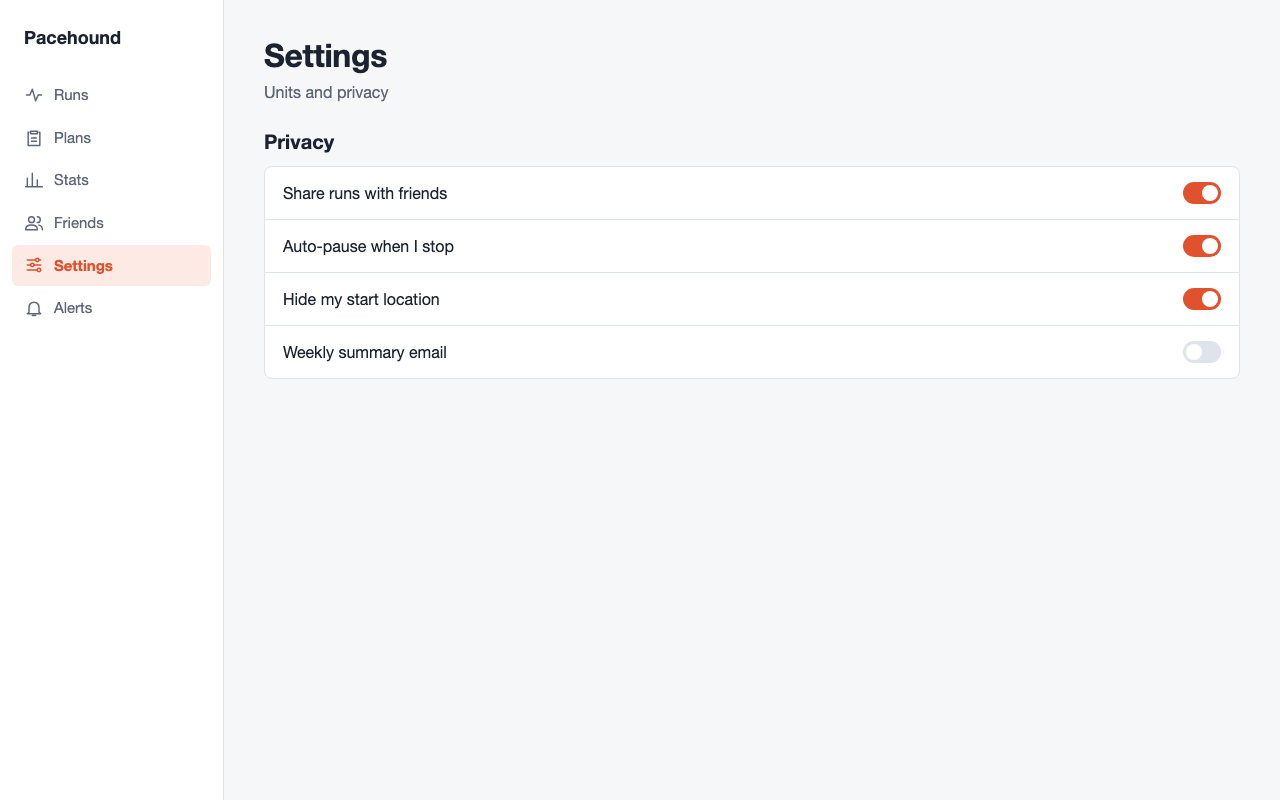 Pacehound
Runs
Plans
Stats
Friends
Settings
Alerts
Settings
Units and privacy
Privacy
Share runs with friends
Auto-pause when I stop
Hide my start location
Weekly summary email